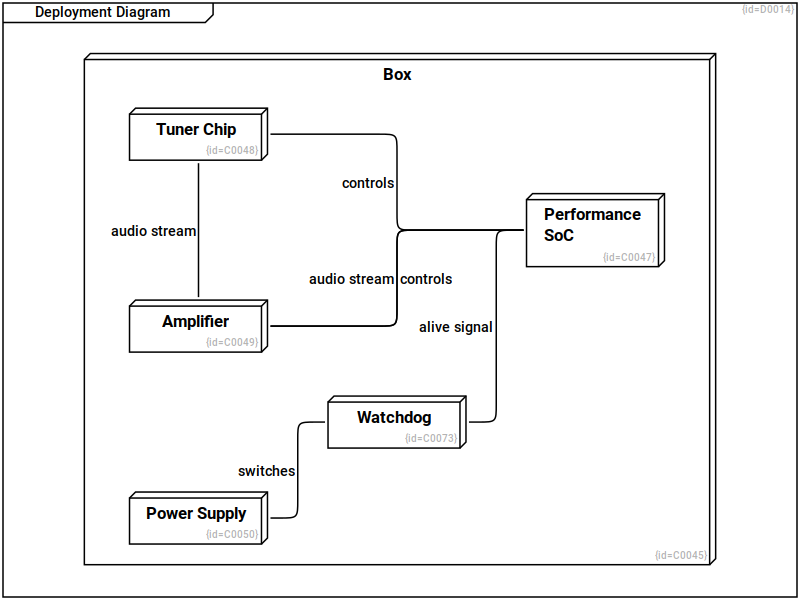 Deployment Diagram
{id=D0014}
Box
Tuner Chip
{id=C0048}
controls
Performance
SoC
{id=C0047}
audio stream
audio stream controls
Amplifier
{id=C0049}
alive signal
Watchdog
{id=C0073}
switches
Power Supply
{id=C0050}
{id=C0045}